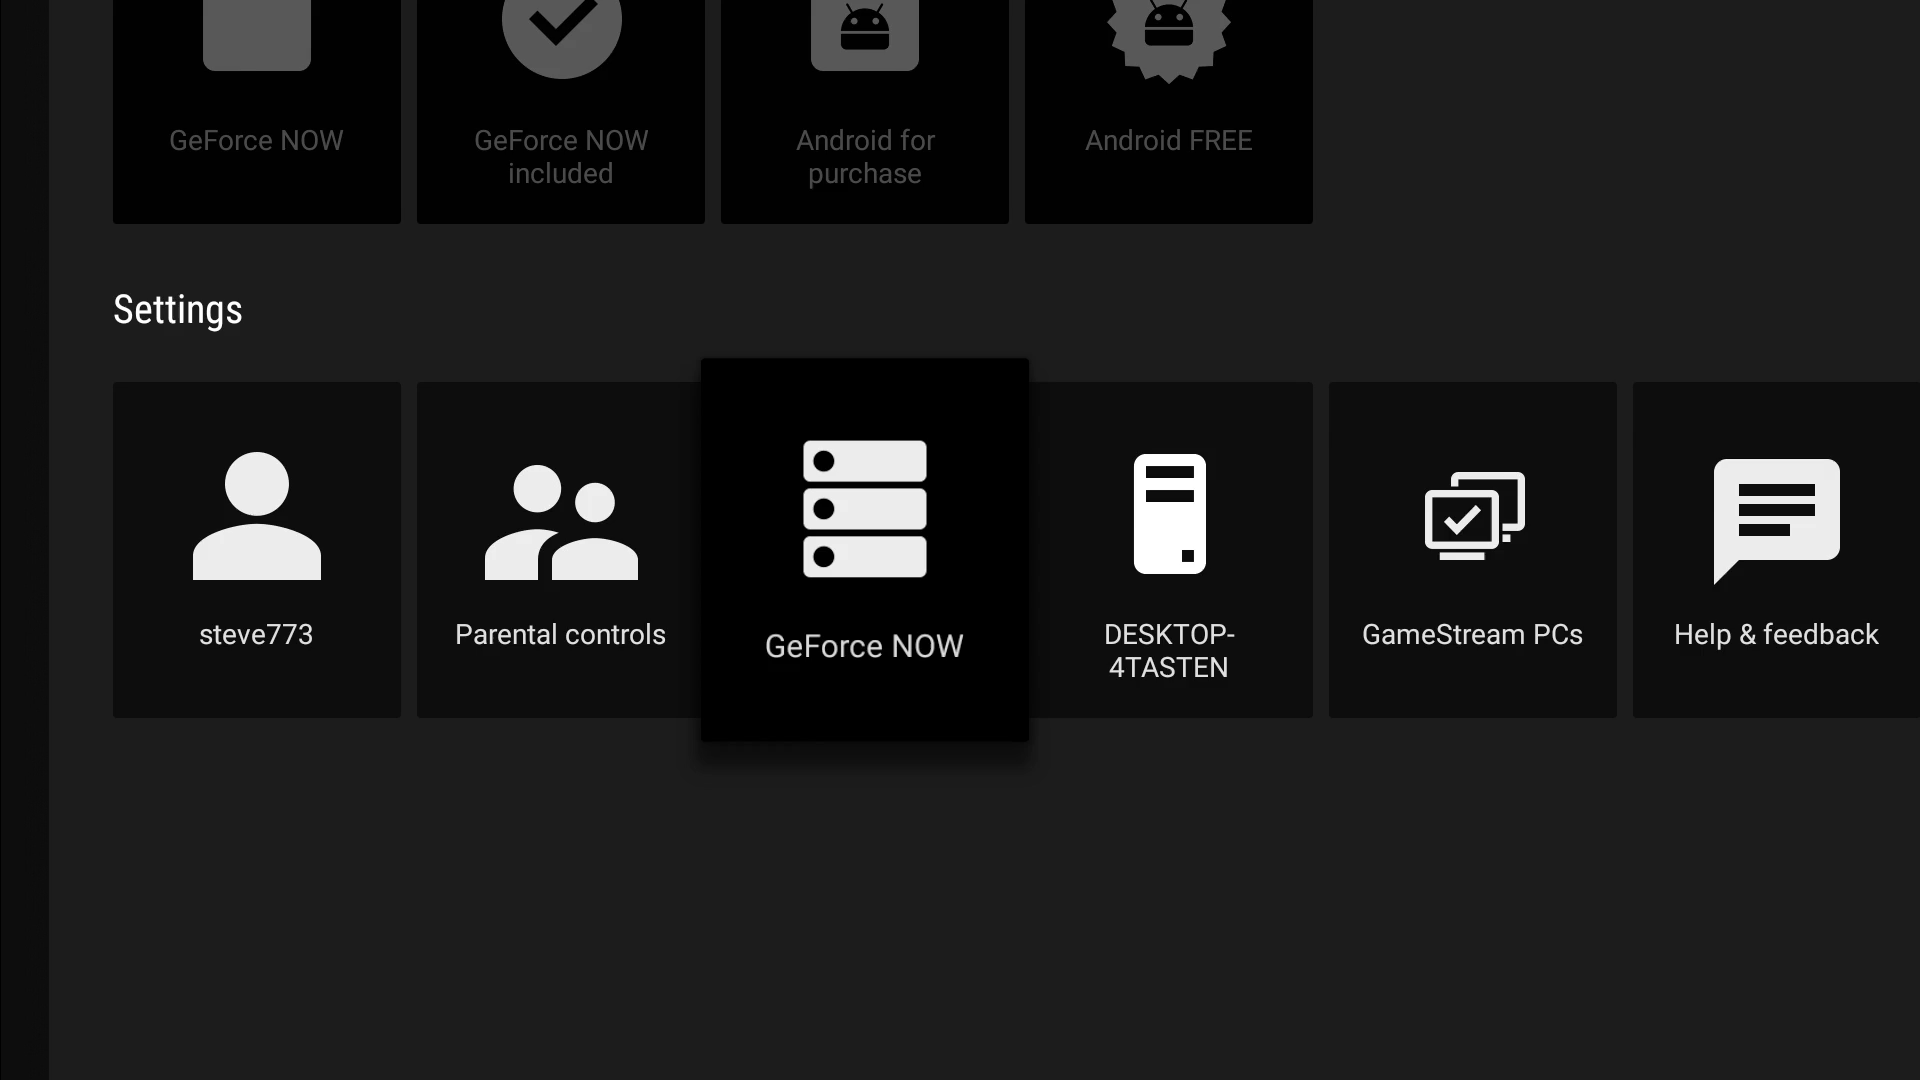 GeForce NOW
GeForce NOW
included
Android for
purchase
Android FREE
Settings
steve773
Parental controls
GeForce NOW
DESKTOP-
4TASTEN
GameStream PCs
Help & feedback